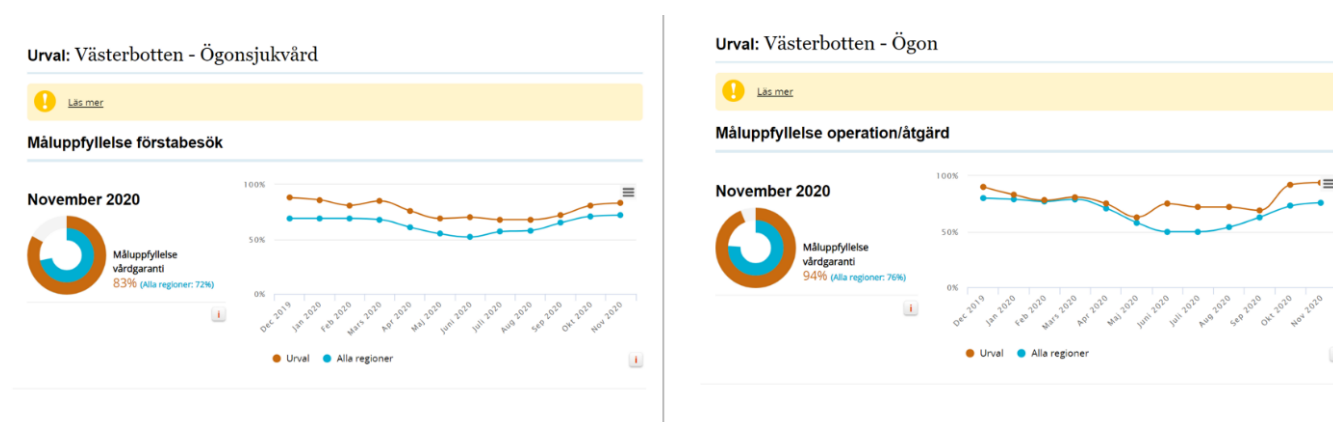 Urval: Västerbotten - Ögonsjukvård
Läs mer
Måluppfyllelse förstabesök
November 2020
Måluppfyllelse
vårdgaranti
83% (Alla regioner: 72%)
i
100%
50%
0%
Dec 2019 Jan 2020 Feb 2020 Mars 2020 Apr 2020 Maj 2020 Juni 2020 Juli 2020 Aug 2020 Sep 2020 Okt 2020 Nov 2020
Urval Alla regioner
i
Urval: Västerbotten - Ögon
Läs mer
Måluppfyllelse operation/åtgärd
November 2020
Måluppfyllelse
vårdgaranti
94% (Alla regioner: 76%)
i
100%
50%
0%
Dec 2019 Jan 2020 Feb 2020 Mars 2020 Apr 2020 Maj 2020 Juni 2020 Juli 2020 Aug 2020 Sep 2020 Okt 2020 Nov 2020
Urval Alla regioner